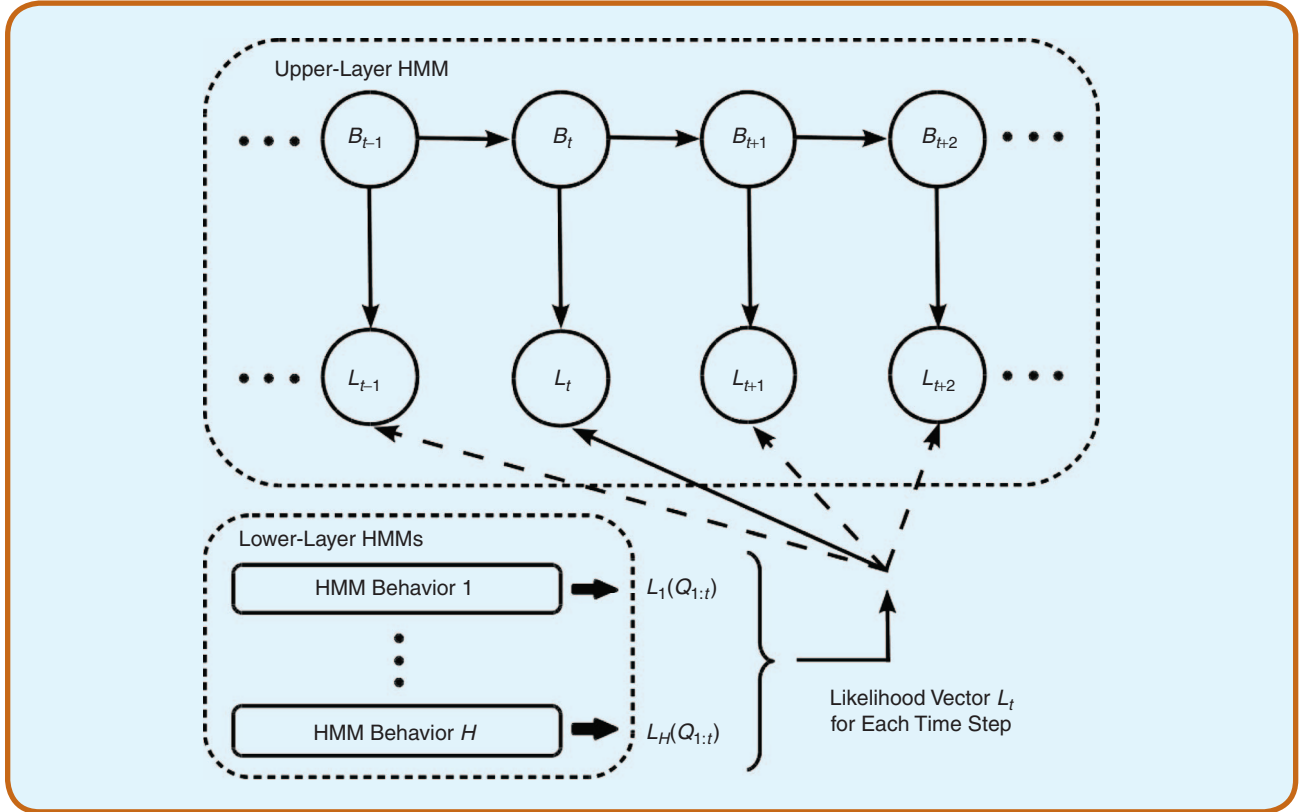 Upper-Layer HMM
B_{t–1} B_t B_{t+1} B_{t+2}
L_{t–1} L_t L_{t+1} L_{t+2}
Lower-Layer HMMs
HMM Behavior 1
L_1(Q_{1:t})
HMM Behavior H
L_H(Q_{1:t})
Likelihood Vector L_t
for Each Time Step